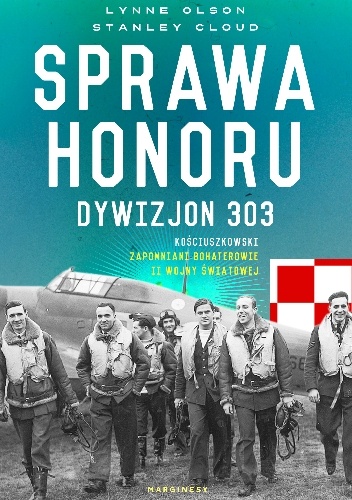 LYNNE OLSON
STANLEY CLOUD
SPRAWA
HONORU
DYWIZJON 303
KOŚCIUSZKOWSKI
ZAPOMNIANI BOHATEROWIE
II WOJNY ŚWIATOWEJ
MARGINESY